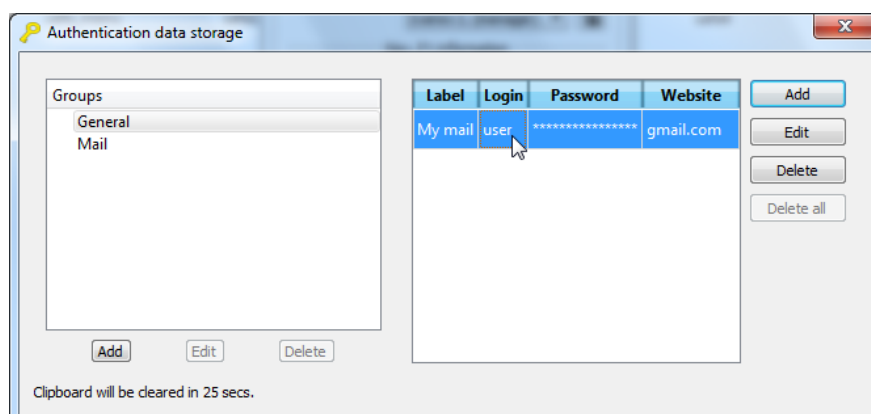 Authentication data storage
Groups
General
Mail
Add Edit Delete
Label Login Password Website
My mail user **************** gmail.com
Add
Edit
Delete
Delete all
Clipboard will be cleared in 25 secs.